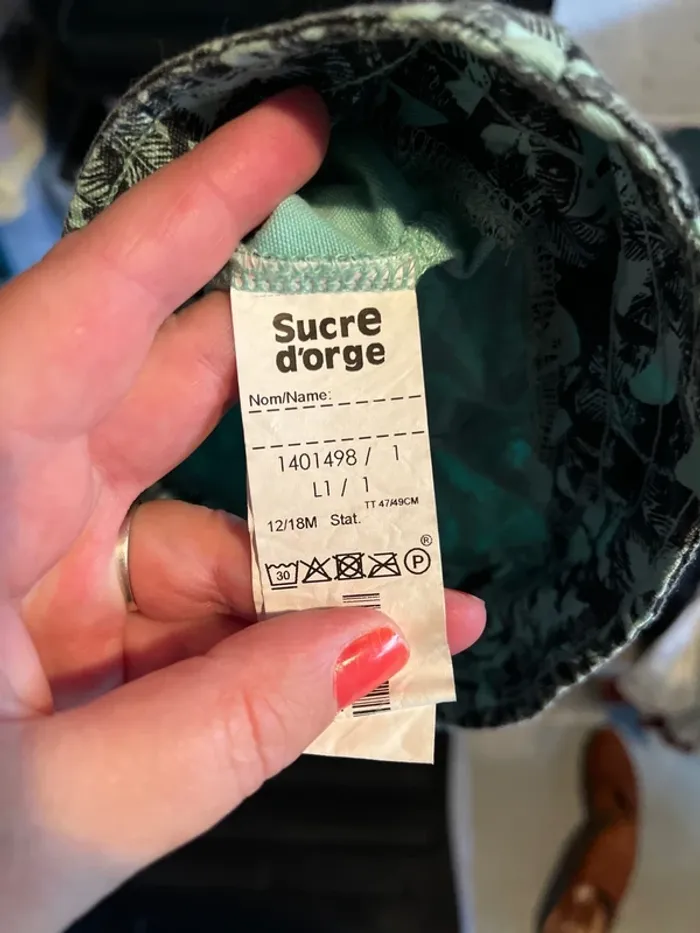 Sucre
d'orge
Nom/Name:
1401498 / 1
L1 / 1
TT 47/49CM
12/18M Stat.
®
30 P